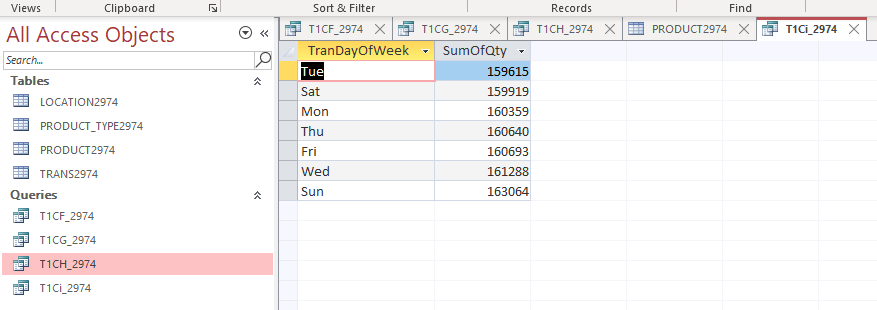 Views Clipboard Sort & Filter Records Find
All Access Objects
Search...
Tables
LOCATION2974
PRODUCT_TYPE2974
PRODUCT2974
TRANS2974
Queries
T1CF_2974
T1CG_2974
T1CH_2974
T1Ci_2974
T1CF_2974 T1CG_2974 T1CH_2974 PRODUCT2974 T1Ci_2974
TranDayOfWeek SumOfQty
Tue 159615
Sat 159919
Mon 160359
Thu 160640
Fri 160693
Wed 161288
Sun 163064